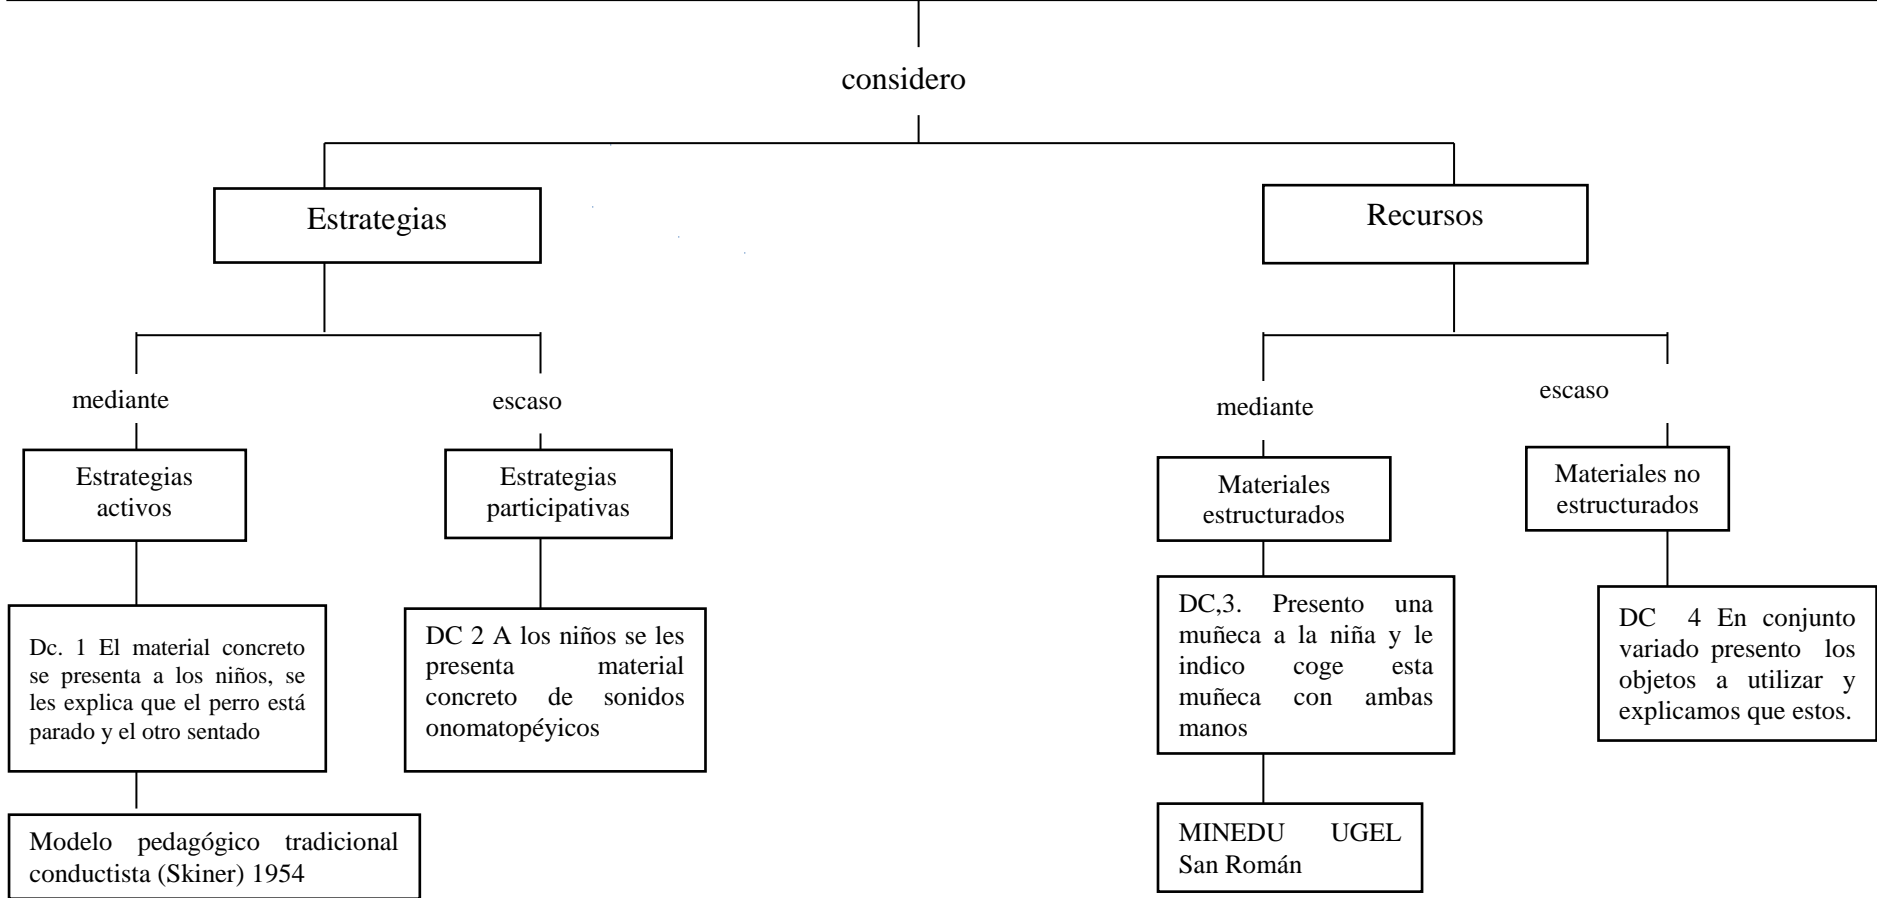 considero
Estrategias
Recursos
mediante
escaso
mediante
escaso
Estrategias
activos
Estrategias
participativas
Materiales
estructurados
Materiales no
estructurados
Dc. 1 El material concreto
se presenta a los niños, se
les explica que el perro está
parado y el otro sentado
DC 2 A los niños se les
presenta material
concreto de sonidos
onomatopéyicos
DC,3. Presento una
muñeca a la niña y le
indico coge esta
muñeca con ambas
manos
DC 4 En conjunto
variado presento los
objetos a utilizar y
explicamos que estos.
Modelo pedagógico tradicional
conductista (Skiner) 1954
MINEDU UGEL
San Román